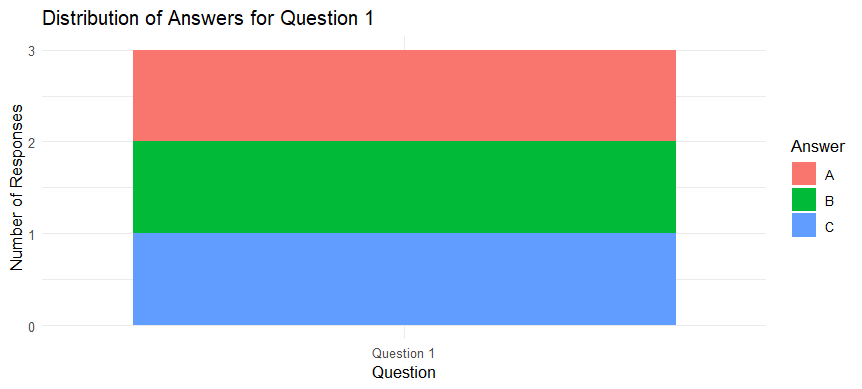 Distribution of Answers for Question 1
Number of Responses
3
2
1
0
Question 1
Question
Answer
A
B
C